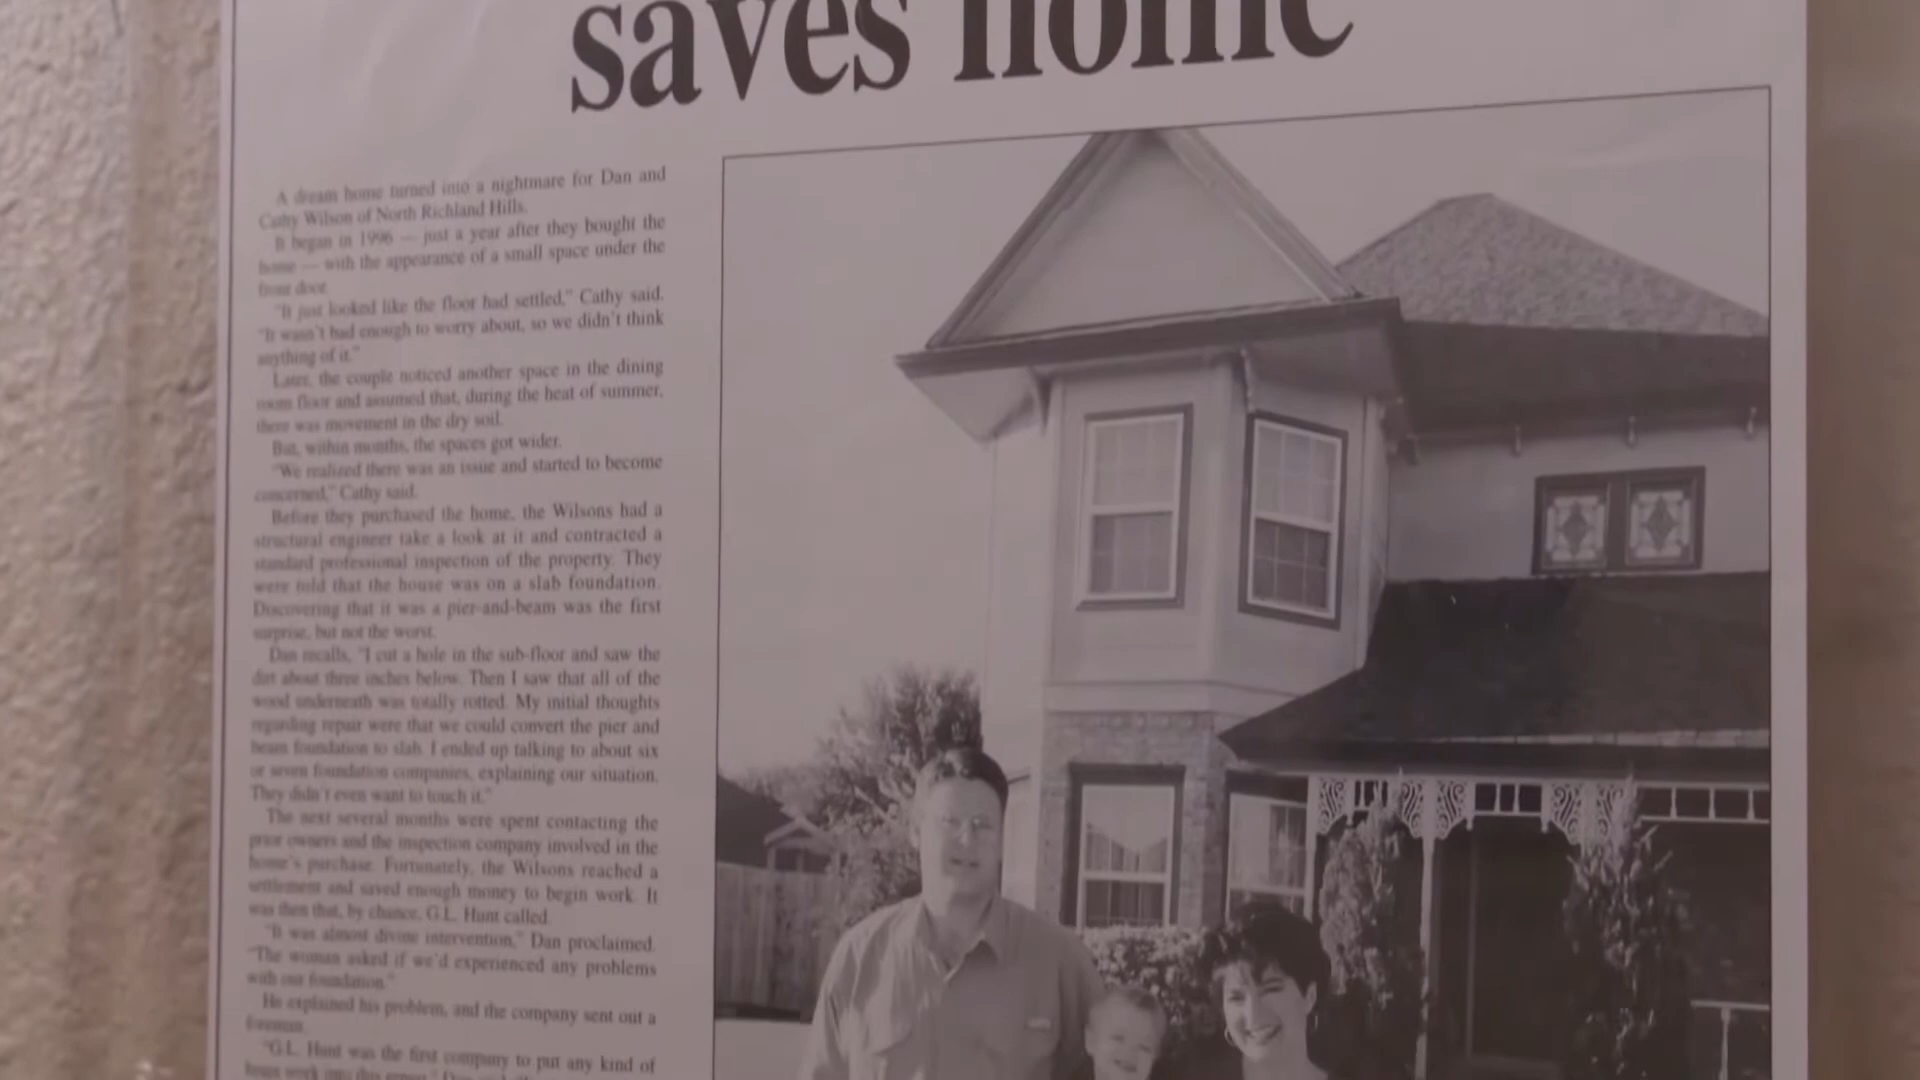 saves home
A dream home turned into a nightmare for Dan and
Cathy Wilson of North Richland Hills.
It began in 1996 — just a year after they bought the
home — with the appearance of a small space under the
front door.
"It just looked like the floor had settled," Cathy said.
"It wasn't bad enough to worry about, so we didn't think
anything of it."
Later, the couple noticed another space in the dining
room floor and assumed that, during the heat of summer,
there was movement in the dry soil.
But, within months, the spaces got wider.
"We realized there was an issue and started to become
concerned," Cathy said.
Before they purchased the home, the Wilsons had a
structural engineer take a look at it and contracted a
standard professional inspection of the property. They
were told that the house was on a slab foundation.
Discovering that it was a pier-and-beam was the first
surprise, but not the worst.
Dan recalls, "I cut a hole in the sub-floor and saw the
dirt about three inches below. Then I saw that all of the
wood underneath was totally rotted. My initial thoughts
regarding repair were that we could convert the pier and
beam foundation to slab. I ended up talking to about six
or seven foundation companies, explaining our situation.
They didn't even want to touch it."
The next several months were spent contacting the
prior owners and the inspection company involved in the
home's purchase. Fortunately, the Wilsons reached a
settlement and saved enough money to begin work. It
was then that, by chance, G.L. Hunt called.
"It was almost divine intervention," Dan proclaimed.
"The woman asked if we'd experienced any problems
with our foundation."
He explained his problem, and the company sent out a
foreman.
"G.L. Hunt was the first company to put any kind of